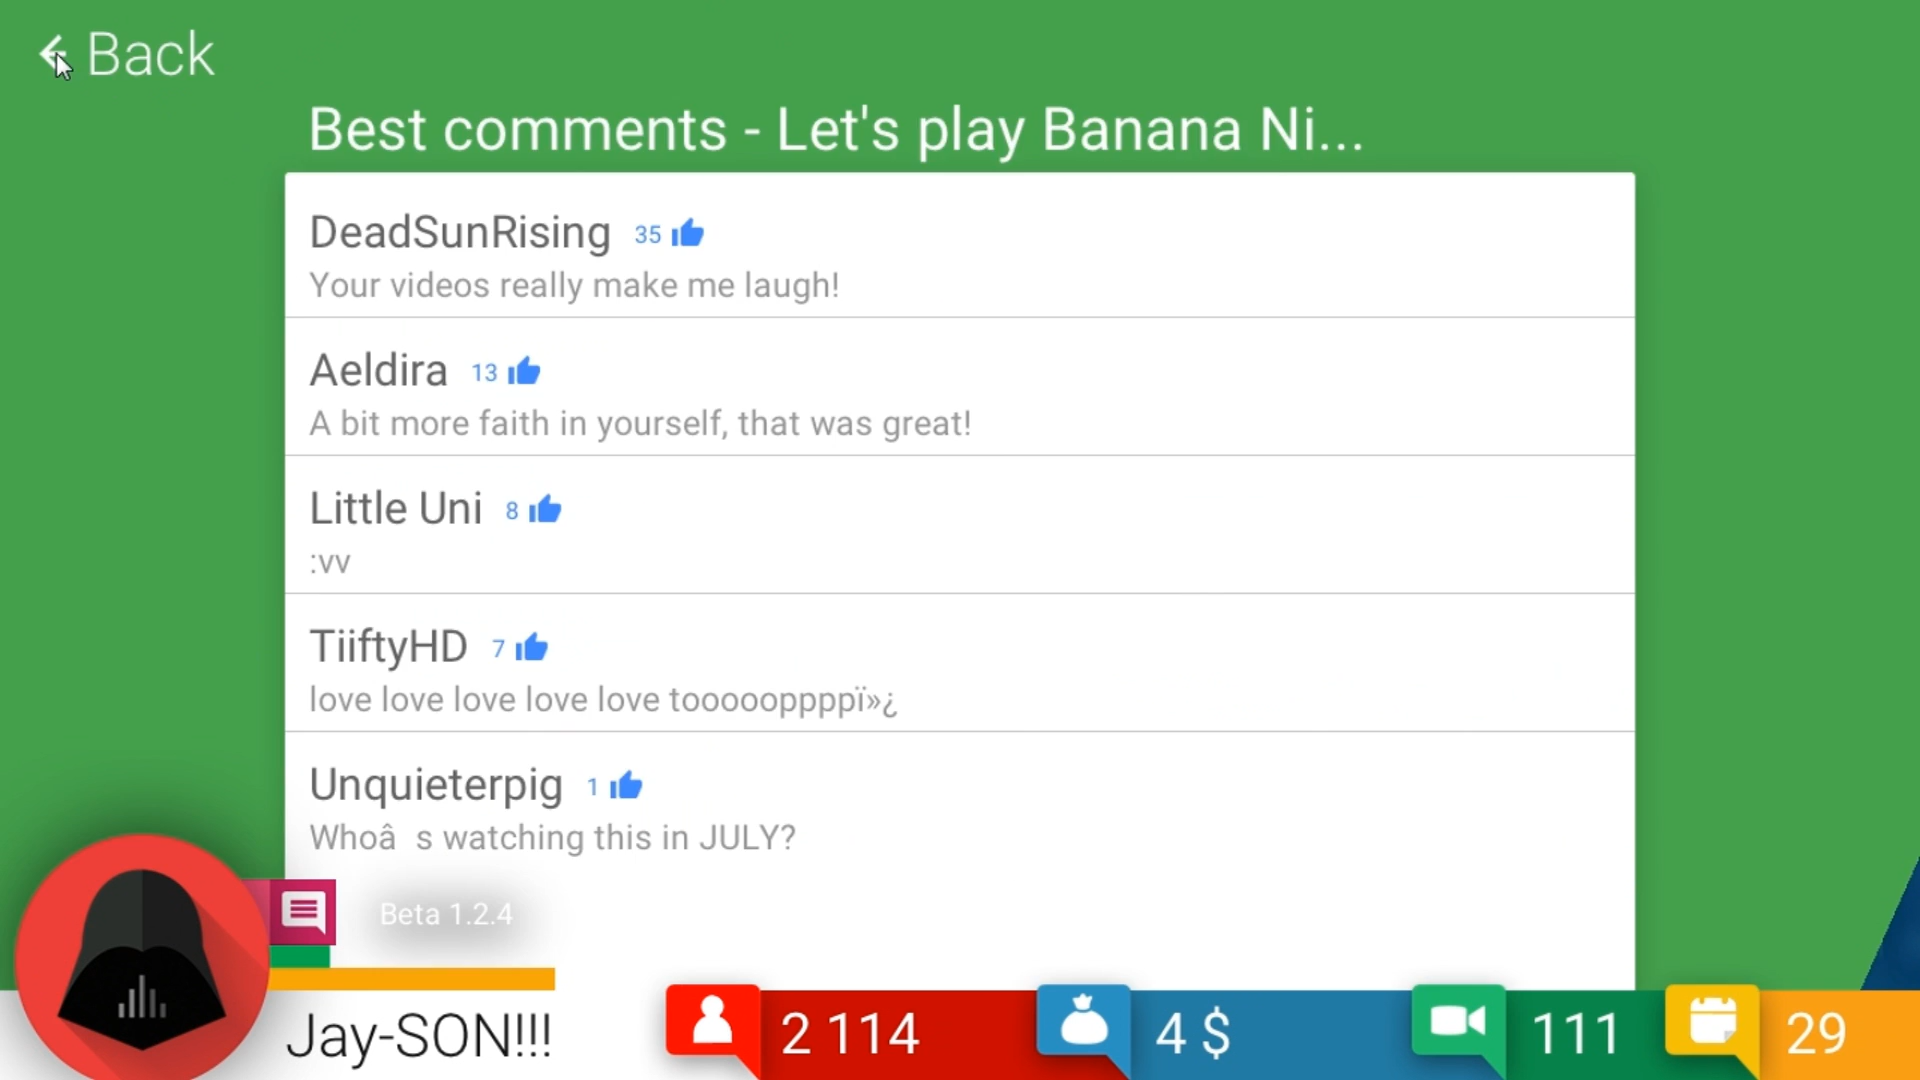 Back
Best comments - Let's play Banana Ni...
DeadSunRising 35
Your videos really make me laugh!
Aeldira 13
A bit more faith in yourself, that was great!
Little Uni 8
:vv
TiiftyHD 7
love love love love love tooooopppppï»¿
Unquieterpig 1
Whoâ  s watching this in JULY?
Beta 1.2.4
Jay-SON!!!
2 114
4 $
111
29